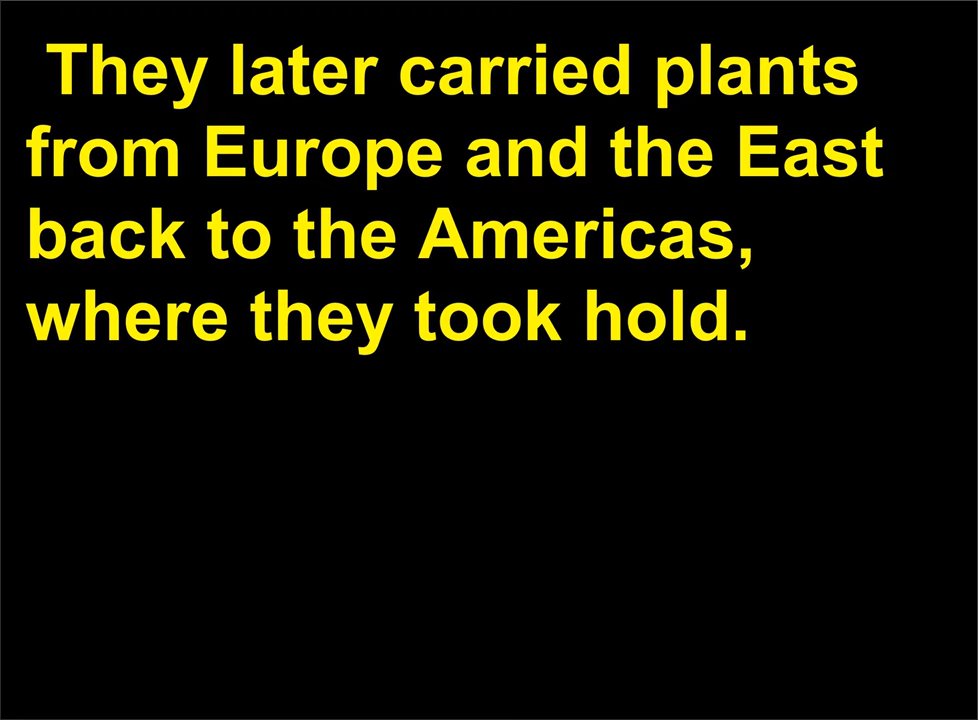 They later carried plants
from Europe and the East
back to the Americas,
where they took hold.